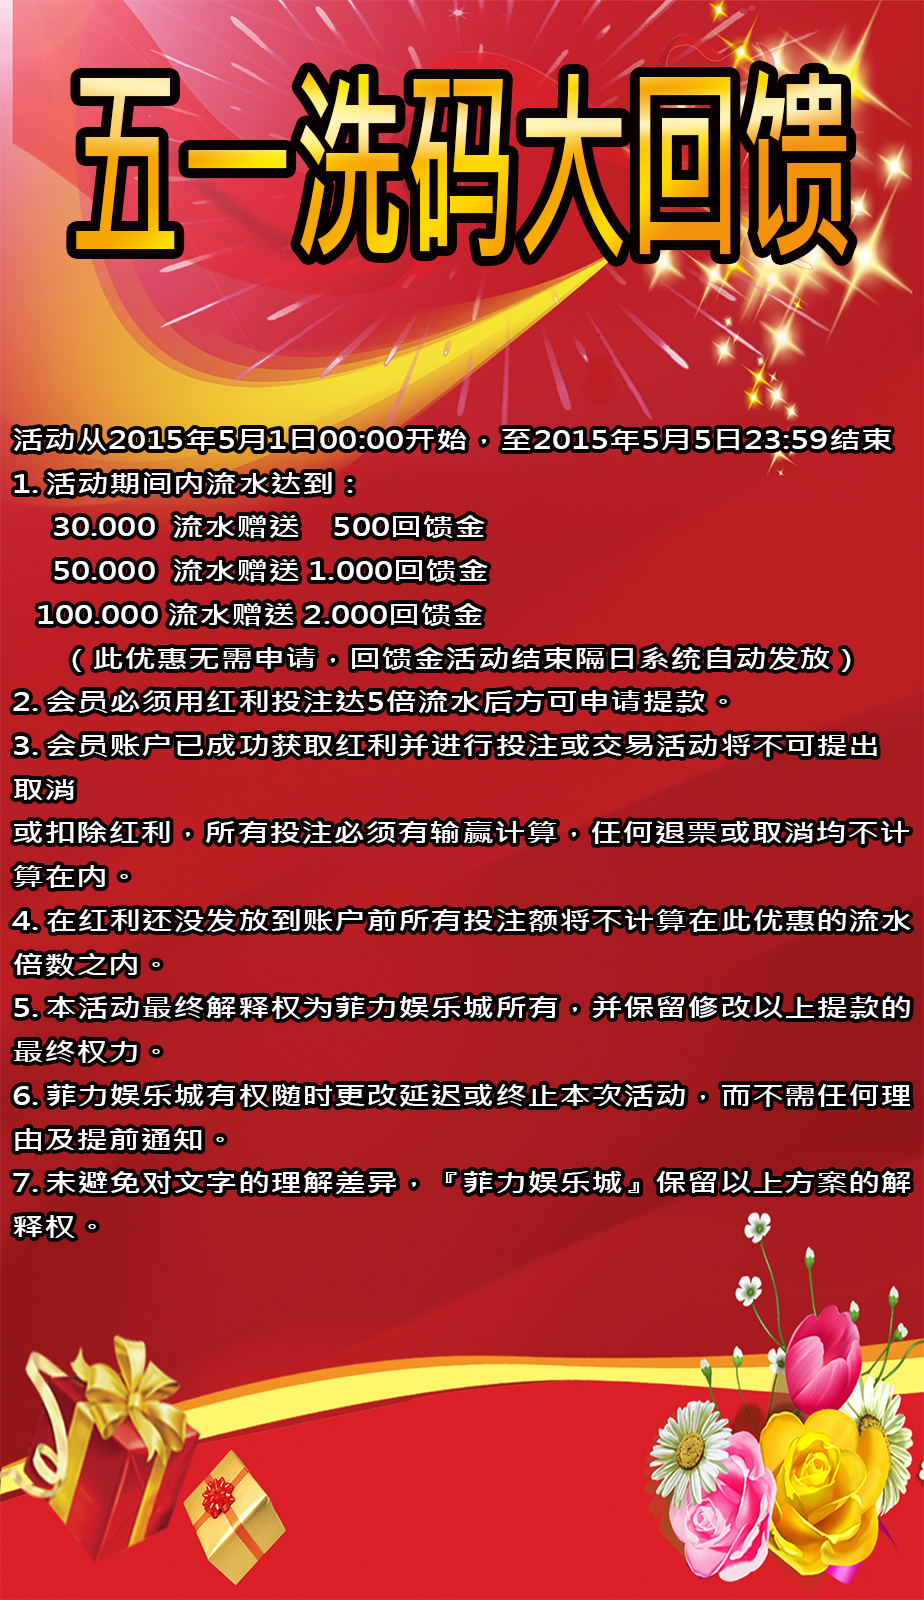 五一洗码大回馈
活动从2015年5月1日00:00开始，至2015年5月5日23:59结束
1. 活动期间内流水达到：
30.000 流水赠送 500回馈金
50.000 流水赠送 1.000回馈金
100.000 流水赠送 2.000回馈金
（此优惠无需申请，回馈金活动结束隔日系统自动发放）
2. 会员必须用红利投注达5倍流水后方可申请提款。
3. 会员账户已成功获取红利并进行投注或交易活动将不可提出
取消
或扣除红利，所有投注必须有输赢计算，任何退票或取消均不计
算在内。
4. 在红利还没发放到账户前所有投注额将不计算在此优惠的流水
倍数之内。
5. 本活动最终解释权为菲力娱乐城所有，并保留修改以上提款的
最终权力。
6. 菲力娱乐城有权随时更改延迟或终止本次活动，而不需任何理
由及提前通知。
7. 未避免对文字的理解差异，『菲力娱乐城』保留以上方案的解
释权。